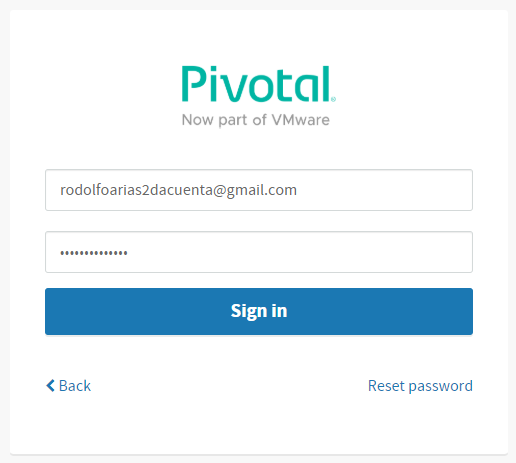 Pivotal®
Now part of VMware
rodolfoarias2dacuenta@gmail.com
••••••••••••••
Sign in
Back
Reset password